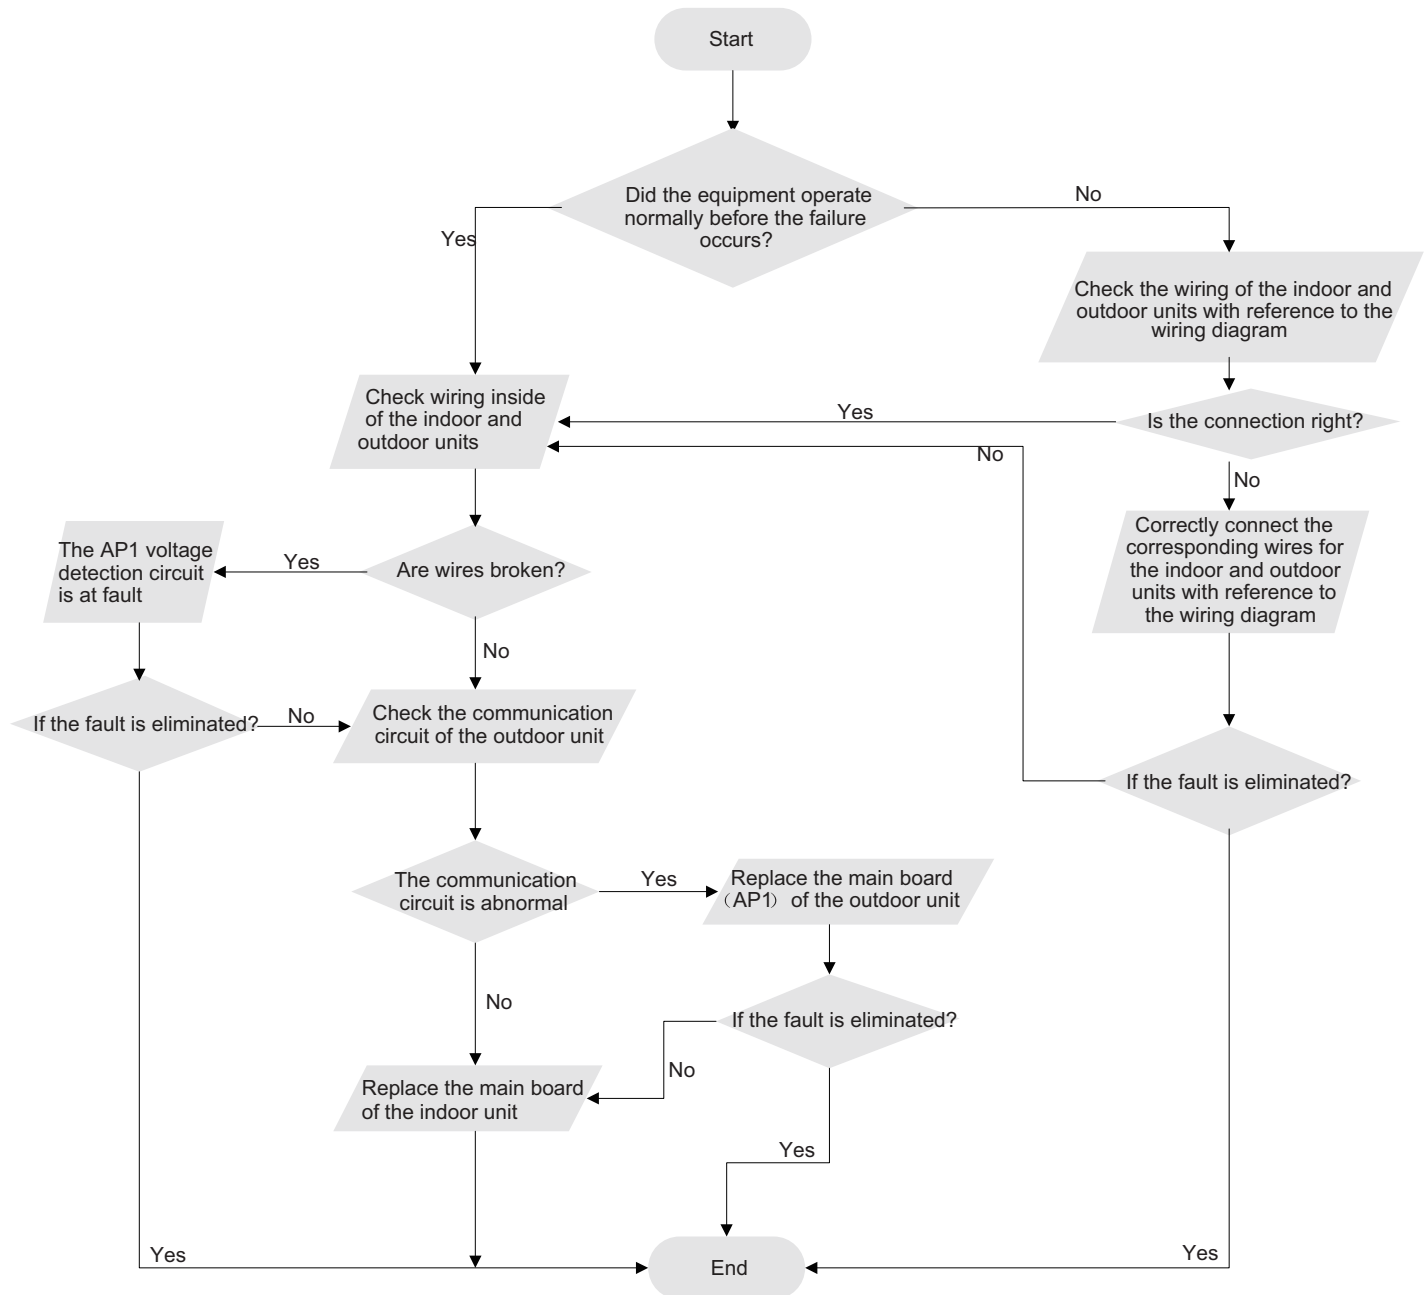 Start
Did the equipment operate
normally before the failure
occurs?
No
Yes
Check the wiring of the indoor and
outdoor units with reference to the
wiring diagram
Check wiring inside
of the indoor and
outdoor units
Yes
Is the connection right?
No
No
Correctly connect the
corresponding wires for
the indoor and outdoor
units with reference to
the wiring diagram
The AP1 voltage
detection circuit
is at fault
Yes
Are wires broken?
No
If the fault is eliminated?
No
Check the communication
circuit of the outdoor unit
If the fault is eliminated?
The communication
circuit is abnormal
Yes
Replace the main board
（AP1） of the outdoor unit
No
If the fault is eliminated?
No
Replace the main board
of the indoor unit
Yes
Yes
End
Yes